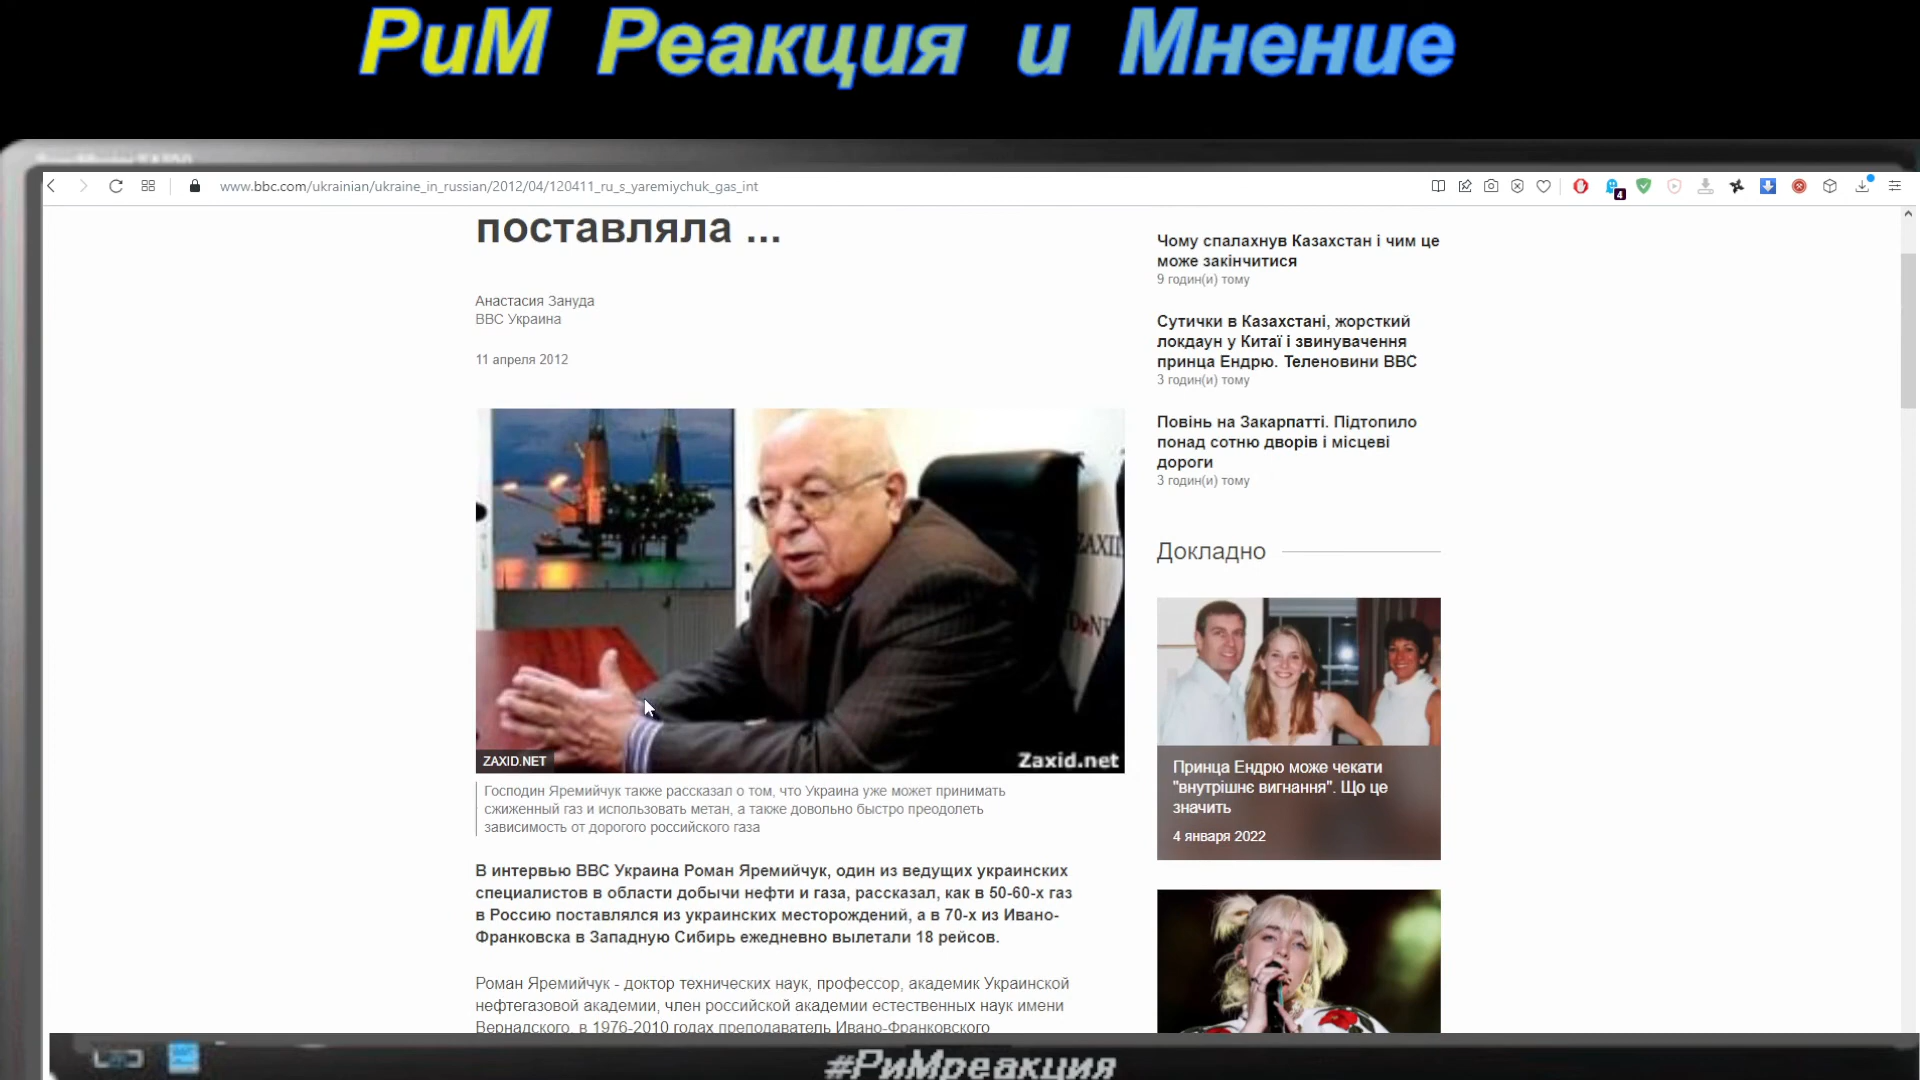 РиМ Реакция и Мнение
www.bbc.com/ukrainian/ukraine_in_russian/2012/04/120411_ru_s_yaremiychuk_gas_int
4
поставляла ...
Анастасия Зануда
ВВС Украина
11 апреля 2012
ZAXID.NET
Zaxid.net
Господин Яремийчук также рассказал о том, что Украина уже может принимать
сжиженный газ и использовать метан, а также довольно быстро преодолеть
зависимость от дорогого российского газа
В интервью ВВС Украина Роман Яремийчук, один из ведущих украинских
специалистов в области добычи нефти и газа, рассказал, как в 50-60-х газ
в Россию поставлялся из украинских месторождений, а в 70-х из Ивано-
Франковска в Западную Сибирь ежедневно вылетали 18 рейсов.
Роман Яремийчук - доктор технических наук, профессор, академик Украинской
нефтегазовой академии, член российской академии естественных наук имени
Вернадского, в 1976-2010 годах преподаватель Ивано-Франковского
Чому спалахнув Казахстан і чим це
може закінчитися
9 годин(и) тому
Сутички в Казахстані, жорсткий
локдаун у Китаї і звинувачення
принца Ендрю. Теленовини ВВС
3 годин(и) тому
Повінь на Закарпатті. Підтопило
понад сотню дворів і місцеві
дороги
3 годин(и) тому
Докладно
Принца Ендрю може чекати
"внутрішнє вигнання". Що це
значить
4 января 2022
#РиМреакция